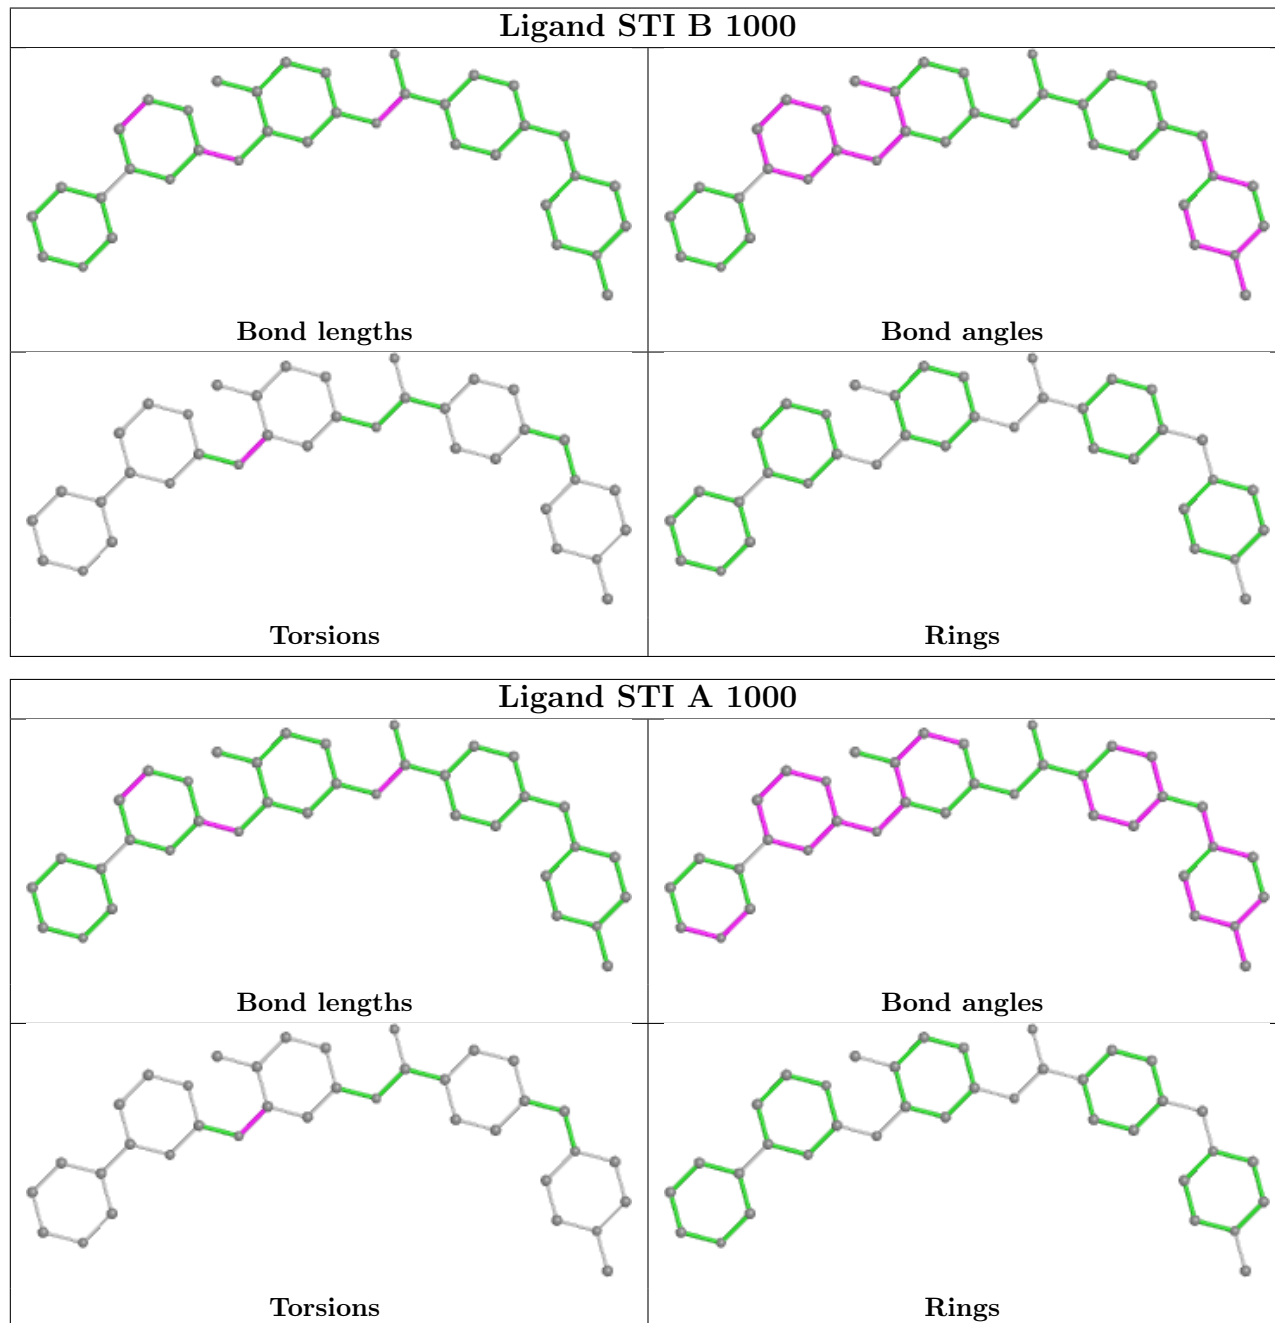 Ligand STI B 1000
Bond lengths
Bond angles
Torsions
Rings
Ligand STI A 1000
Bond lengths
Bond angles
Torsions
Rings